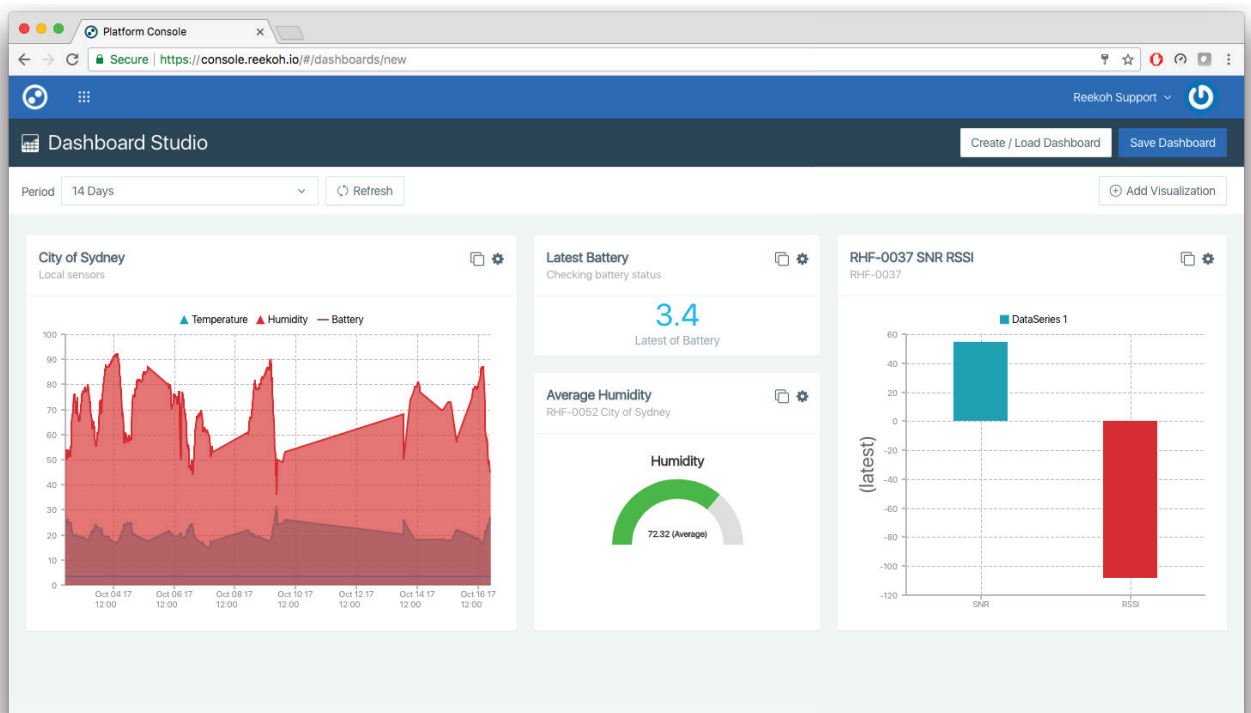 Platform Console
Secure https://console.reekoh.io/#/dashboards/new
Reekoh Support
Dashboard Studio
Create / Load Dashboard
Save Dashboard
Period
14 Days
Refresh
Add Visualization
City of Sydney
Local sensors
Temperature Humidity Battery
100
90
80
70
60
50
40
30
20
10
0
Oct 04 17 Oct 06 17 Oct 08 17 Oct 10 17 Oct 12 17 Oct 14 17 Oct 16 17
12:00 12:00 12:00 12:00 12:00 12:00 12:00
Latest Battery
Checking battery status
3.4
Latest of Battery
Average Humidity
RHF-0052 City of Sydney
Humidity
72.32 (Average)
RHF-0037 SNR RSSI
RHF-0037
DataSeries 1
(latest)
60
40
20
0
-20
-40
-60
-80
-100
-120
SNR RSSI